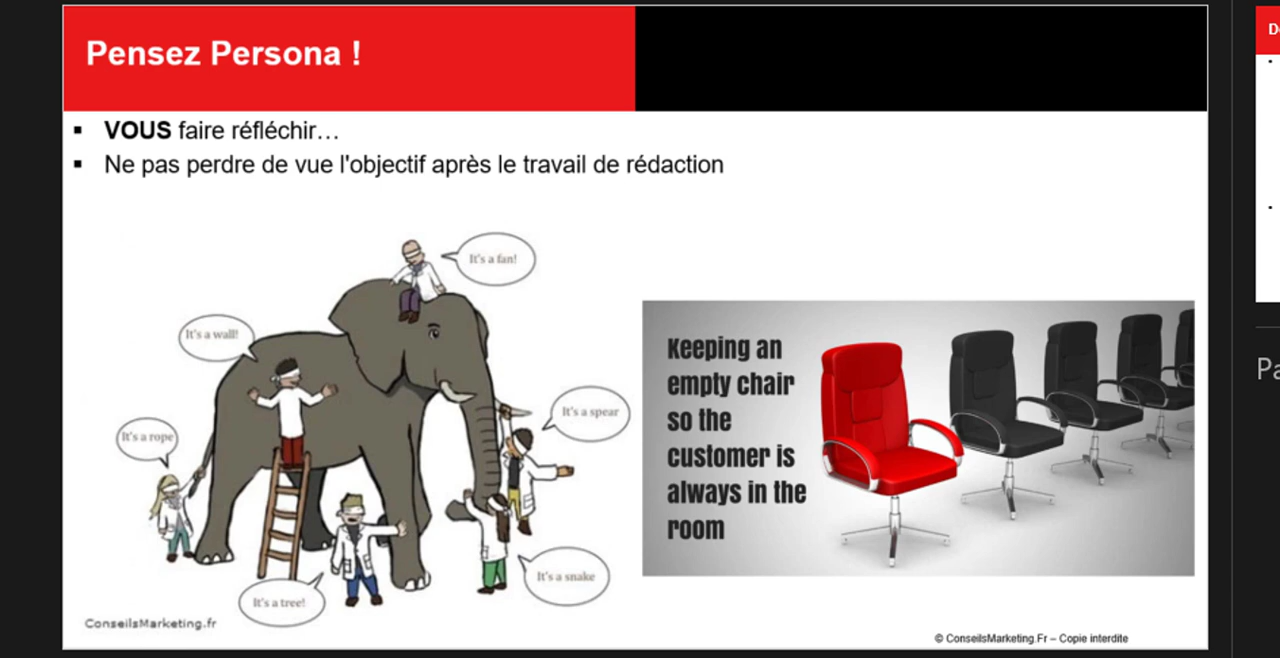 Pensez Persona !
▪ VOUS faire réfléchir…
▪ Ne pas perdre de vue l'objectif après le travail de rédaction
It's a fan!
It's a wall!
It's a spear
It's a rope
It's a snake
It's a tree!
ConseilsMarketing.fr
Keeping an
empty chair
so the
customer is
always in the
room
© ConseilsMarketing.Fr – Copie interdite
Pa